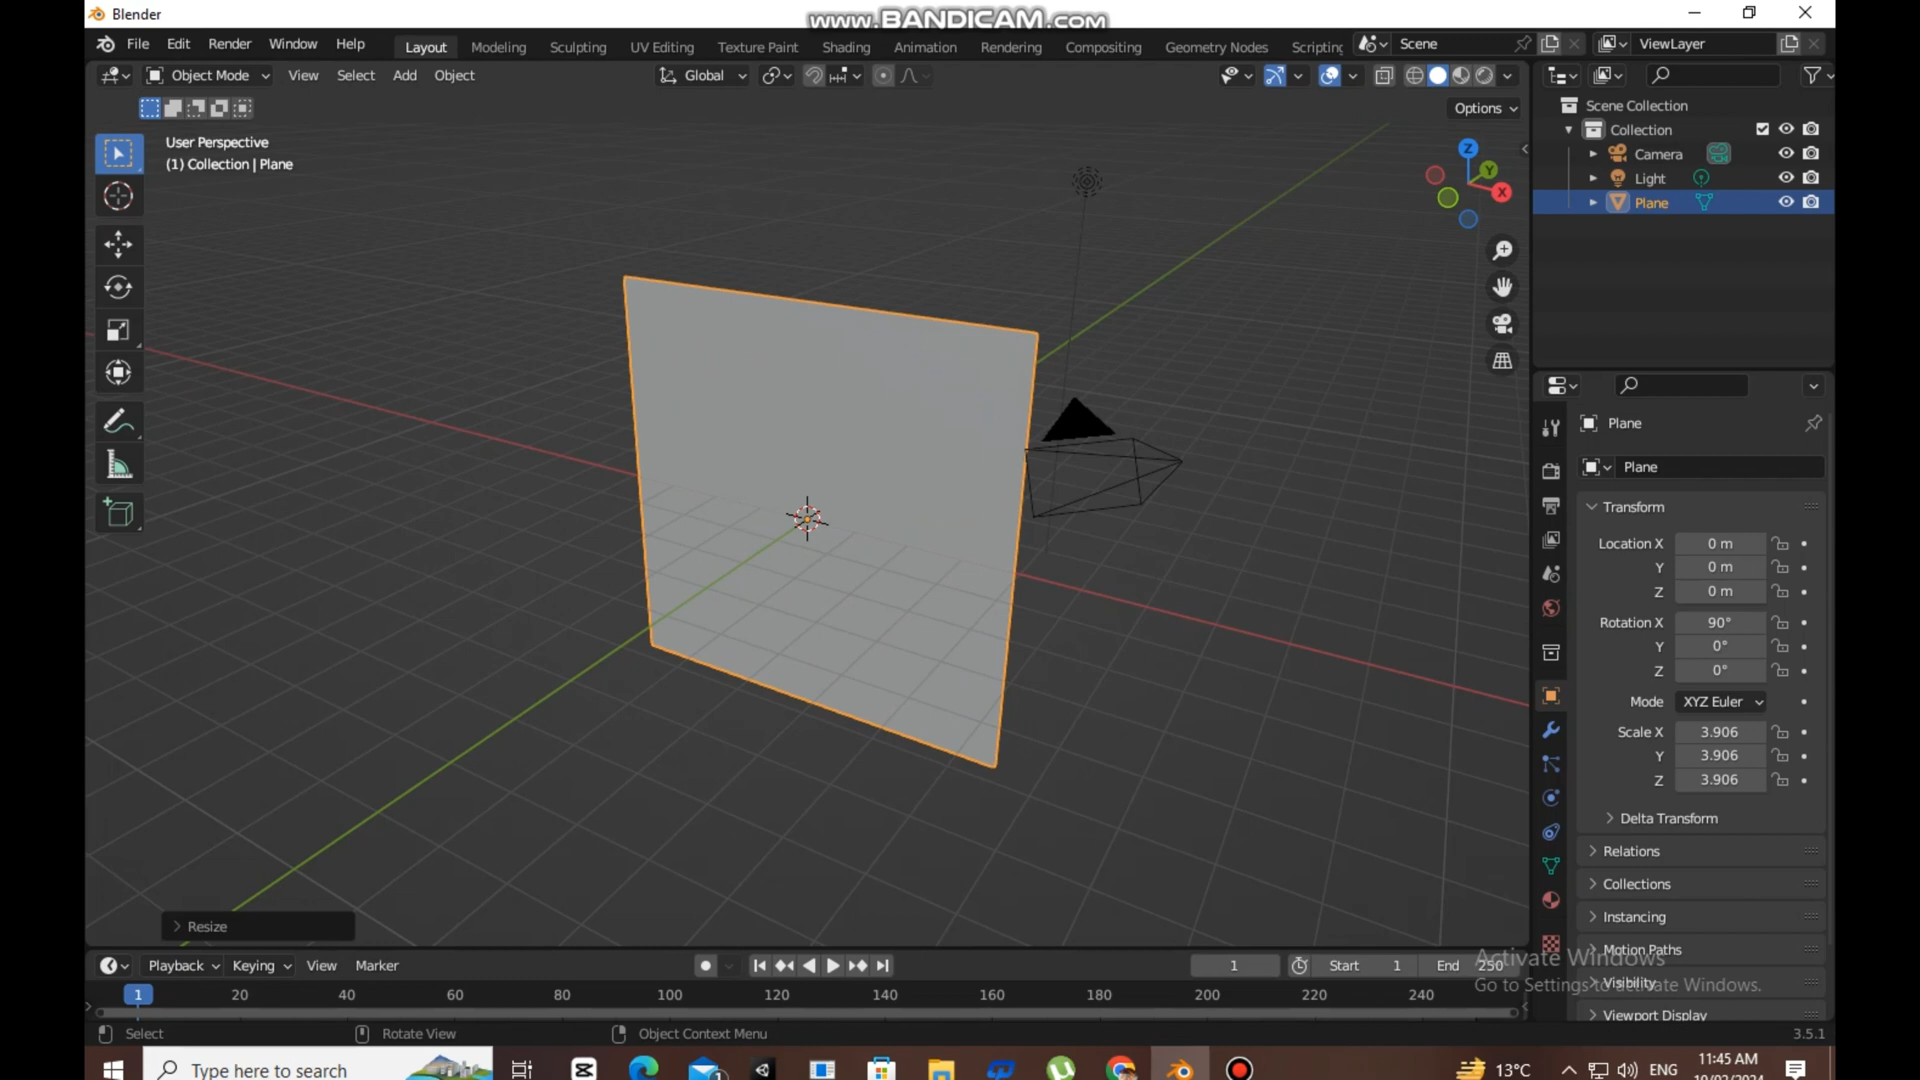 Blender
www.BANDICAM.com
File Edit Render Window Help
Layout Modeling Sculpting UV Editing Texture Paint Shading Animation Rendering Compositing Geometry Nodes Scripting
Scene
ViewLayer
Object Mode View Select Add Object
Global
Options
User Perspective
(1) Collection | Plane
Z
Y
X
Scene Collection
Collection
Camera
Light
Plane
Plane
Plane
Transform
Location X 0 m
Y 0 m
Z 0 m
Rotation X 90°
Y 0°
Z 0°
Mode XYZ Euler
Scale X 3.906
Y 3.906
Z 3.906
Delta Transform
Relations
Collections
Instancing
Motion Paths
Visibility
Viewport Display
Activate Windows
Go to Settings to activate Windows.
Resize
Playback Keying View Marker
1
Start 1
End 250
1 20 40 60 80 100 120 140 160 180 200 220 240
Select Rotate View Object Context Menu
3.5.1
Type here to search
13°C
ENG
11:45 AM